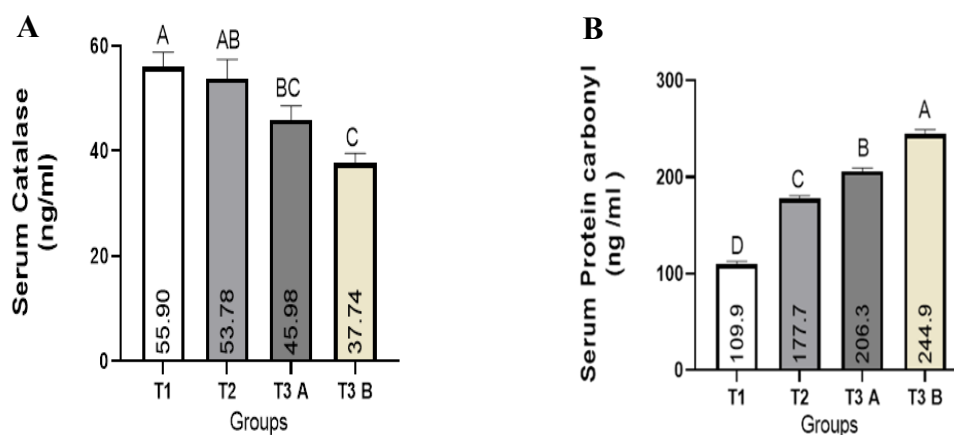 A
Serum Catalase
(ng/ml)
60
40
20
0
A
AB
BC
C
55.90
53.78
45.98
37.74
T1 T2 T3 A T3 B
Groups
B
Serum Protein carbonyl
(ng /ml)
300
200
100
0
D
C
B
A
109.9
177.7
206.3
244.9
T1 T2 T3 A T3 B
Groups